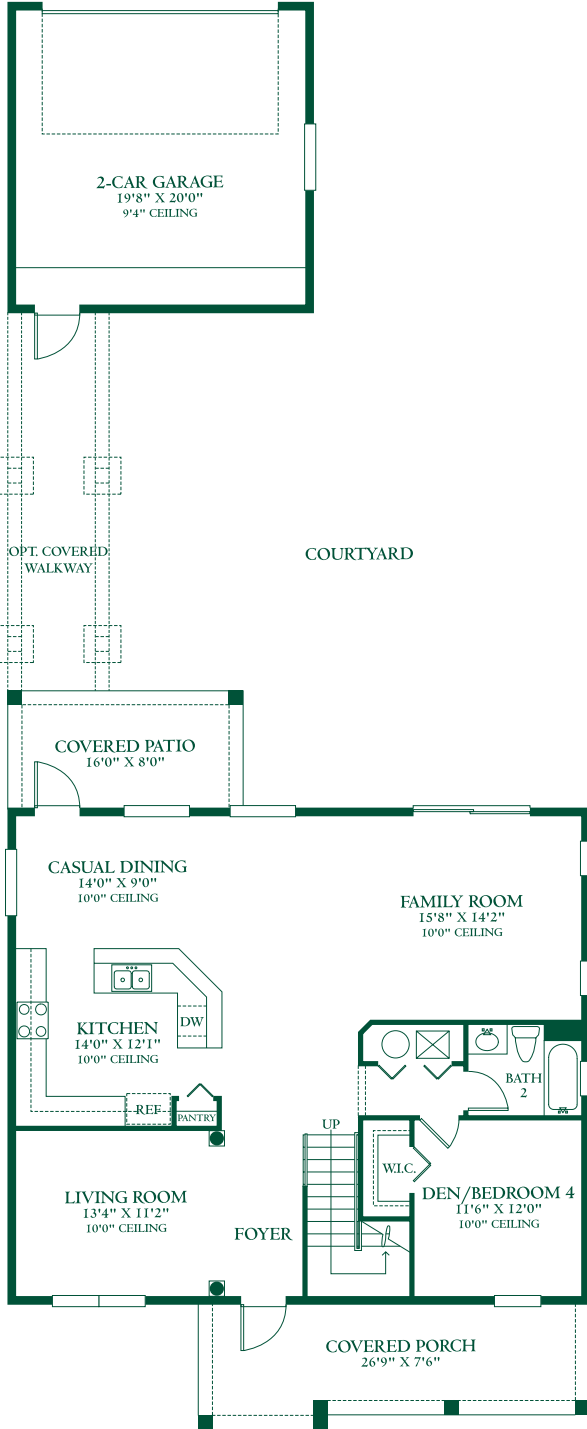 2-CAR GARAGE
19'8" X 20'0"
9'4" CEILING
OPT. COVERED
WALKWAY
COURTYARD
COVERED PATIO
16'0" X 8'0"
CASUAL DINING
14'0" X 9'0"
10'0" CEILING
FAMILY ROOM
15'8" X 14'2"
10'0" CEILING
DW
KITCHEN
14'0" X 12'1"
10'0" CEILING
REF
PANTRY
BATH
2
UP
W.I.C.
LIVING ROOM
13'4" X 11'2"
10'0" CEILING
DEN/BEDROOM 4
11'6" X 12'0"
10'0" CEILING
FOYER
COVERED PORCH
26'9" X 7'6"